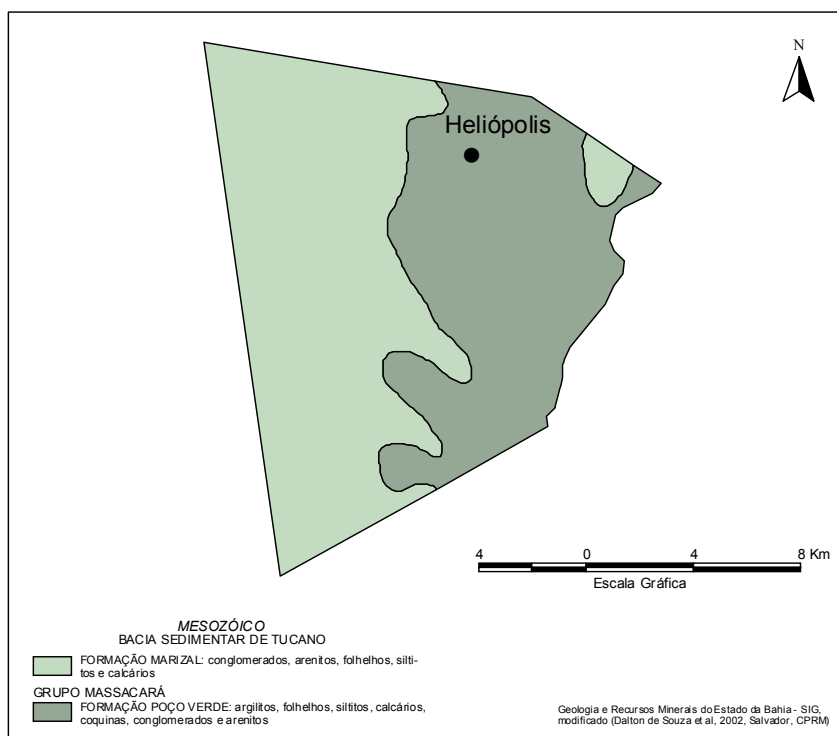 N
Heliópolis
4 0 4 8 Km
Escala Gráfica
MESOZÓICO
BACIA SEDIMENTAR DE TUCANO
FORMAÇÃO MARIZAL: conglomerados, arenitos, folhelhos, silti-
tos e calcários
GRUPO MASSACARÁ
FORMAÇÃO POÇO VERDE: argilitos, folhelhos, siltitos, calcários,
coquinas, conglomerados e arenitos
Geologia e Recursos Minerais do Estado da Bahia - SIG,
modificado (Dalton de Souza et al, 2002, Salvador, CPRM)